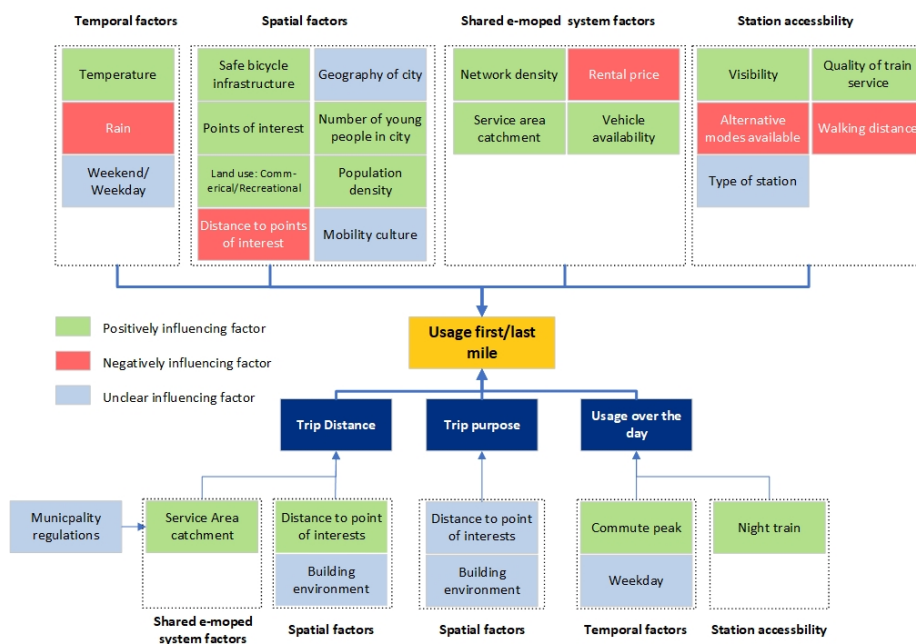 Temporal factors
Spatial factors
Shared e-moped system factors
Station accessbility
Temperature
Rain
Weekend/
Weekday
Safe bicycle
infrastructure
Geography of city
Points of interest
Number of young
people in city
Land use: Comm-
erical/Recreational
Population
density
Distance to points
of interest
Mobility culture
Network density
Rental price
Service area
catchment
Vehicle
availability
Visibility
Quality of train
service
Alternative
modes available
Walking distance
Type of station
Usage first/last
mile
Positively influencing factor
Negatively influencing factor
Unclear influencing factor
Trip Distance
Trip purpose
Usage over the
day
Municpality
regulations
Service Area
catchment
Distance to point
of interests
Building
environment
Distance to point
of interests
Building
environment
Commute peak
Weekday
Night train
Shared e-moped
system factors
Spatial factors
Spatial factors
Temporal factors
Station accessbility